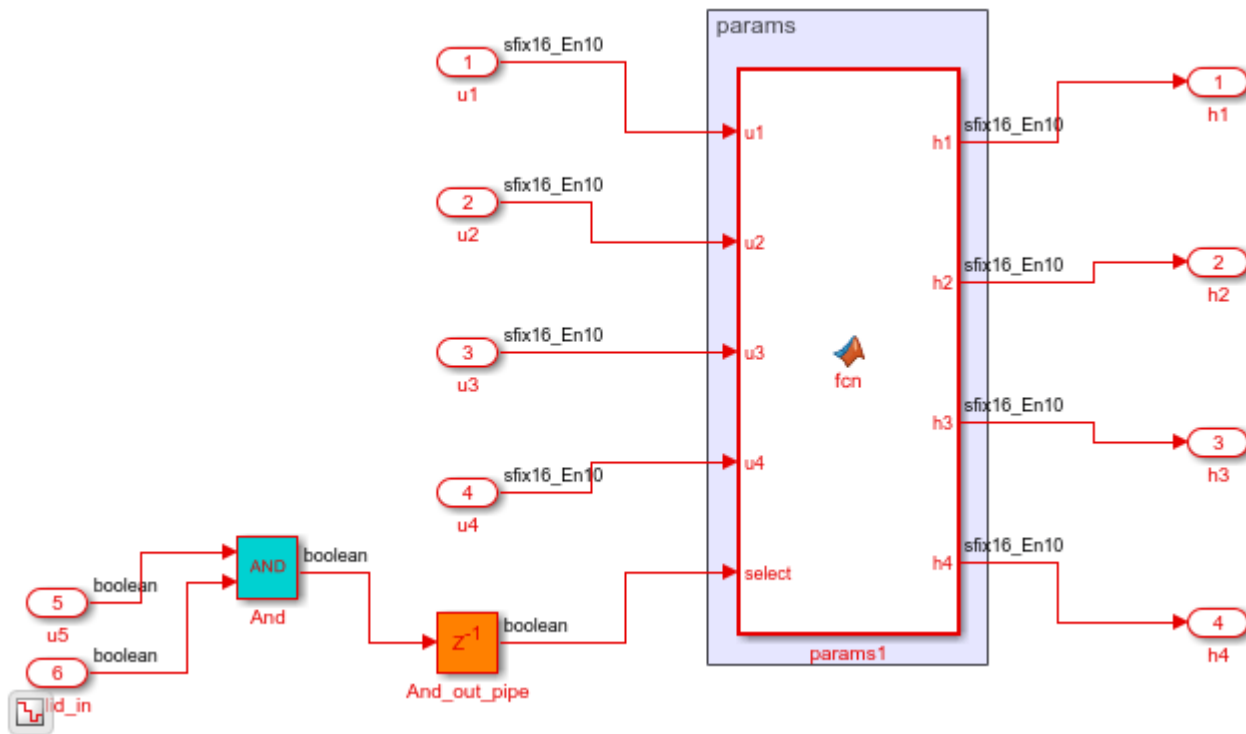 params
sfix16_En10
1
u1
u1
h1
sfix16_En10
1
h1
sfix16_En10
2
u2
u2
h2
sfix16_En10
2
h2
sfix16_En10
3
u3
u3
fcn
h3
sfix16_En10
3
h3
sfix16_En10
4
u4
u4
h4
sfix16_En10
4
h4
select
params1
boolean
5
u5
AND
And
boolean
boolean
6
lid_in
Z-1
boolean
And_out_pipe